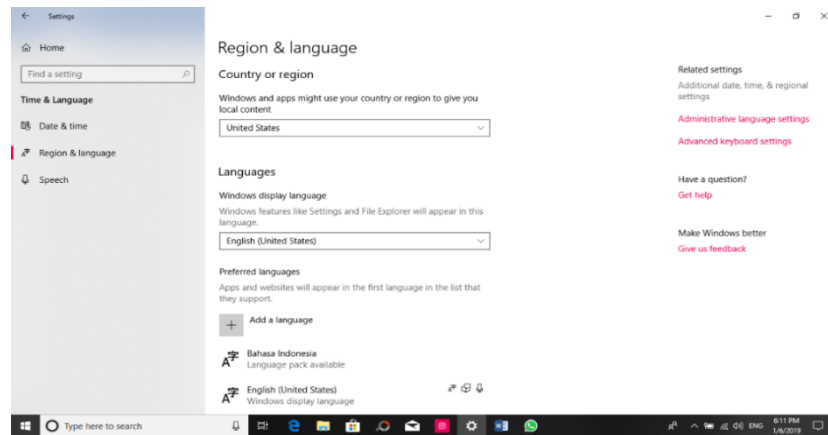 Settings
Home
Find a setting
Time & Language
Date & time
Region & language
Speech
Region & language
Country or region
Windows and apps might use your country or region to give you
local content
United States
Languages
Windows display language
Windows features like Settings and File Explorer will appear in this
language.
English (United States)
Preferred languages
Apps and websites will appear in the first language in the list that
they support.
Add a language
Bahasa Indonesia
Language pack available
English (United States)
Windows display language
Related settings
Additional date, time, & regional
settings
Administrative language settings
Advanced keyboard settings
Have a question?
Get help
Make Windows better
Give us feedback
Type here to search
ENG
6:11 PM
1/6/2019